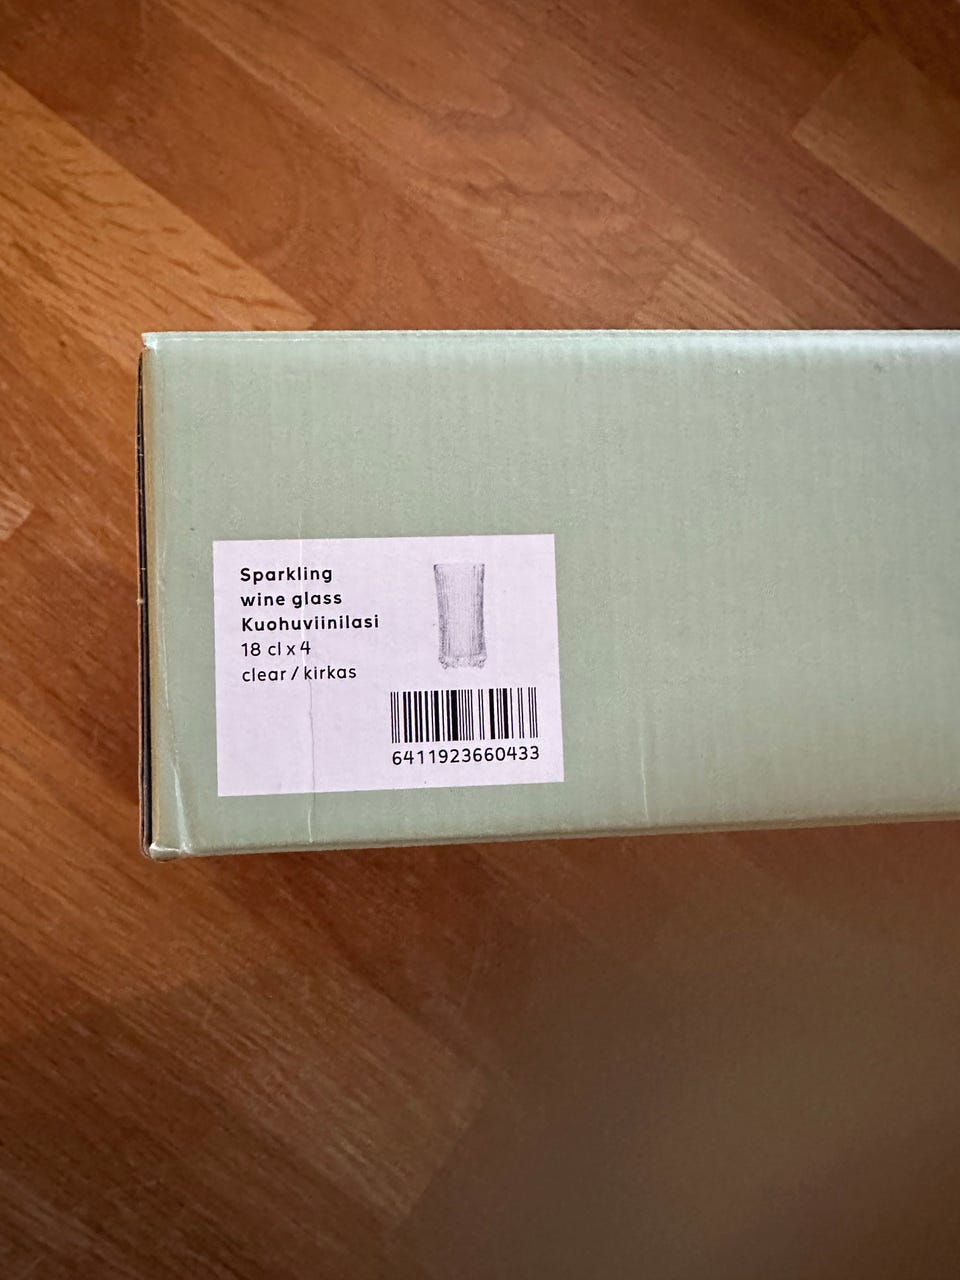 Sparkling
wine glass
Kuohuviinilasi
18 cl x 4
clear / kirkas
6411923660433